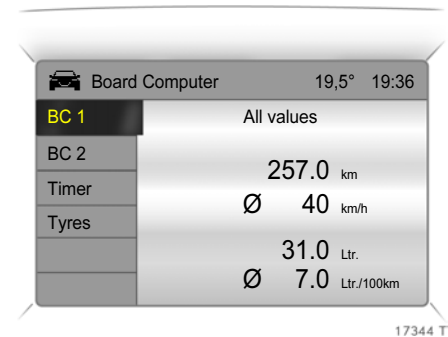 Board Computer 19,5° 19:36
BC 1
All values
BC 2
Timer
Tyres
257.0 km
Ø 40 km/h
31.0 Ltr.
Ø 7.0 Ltr./100km
17344 T